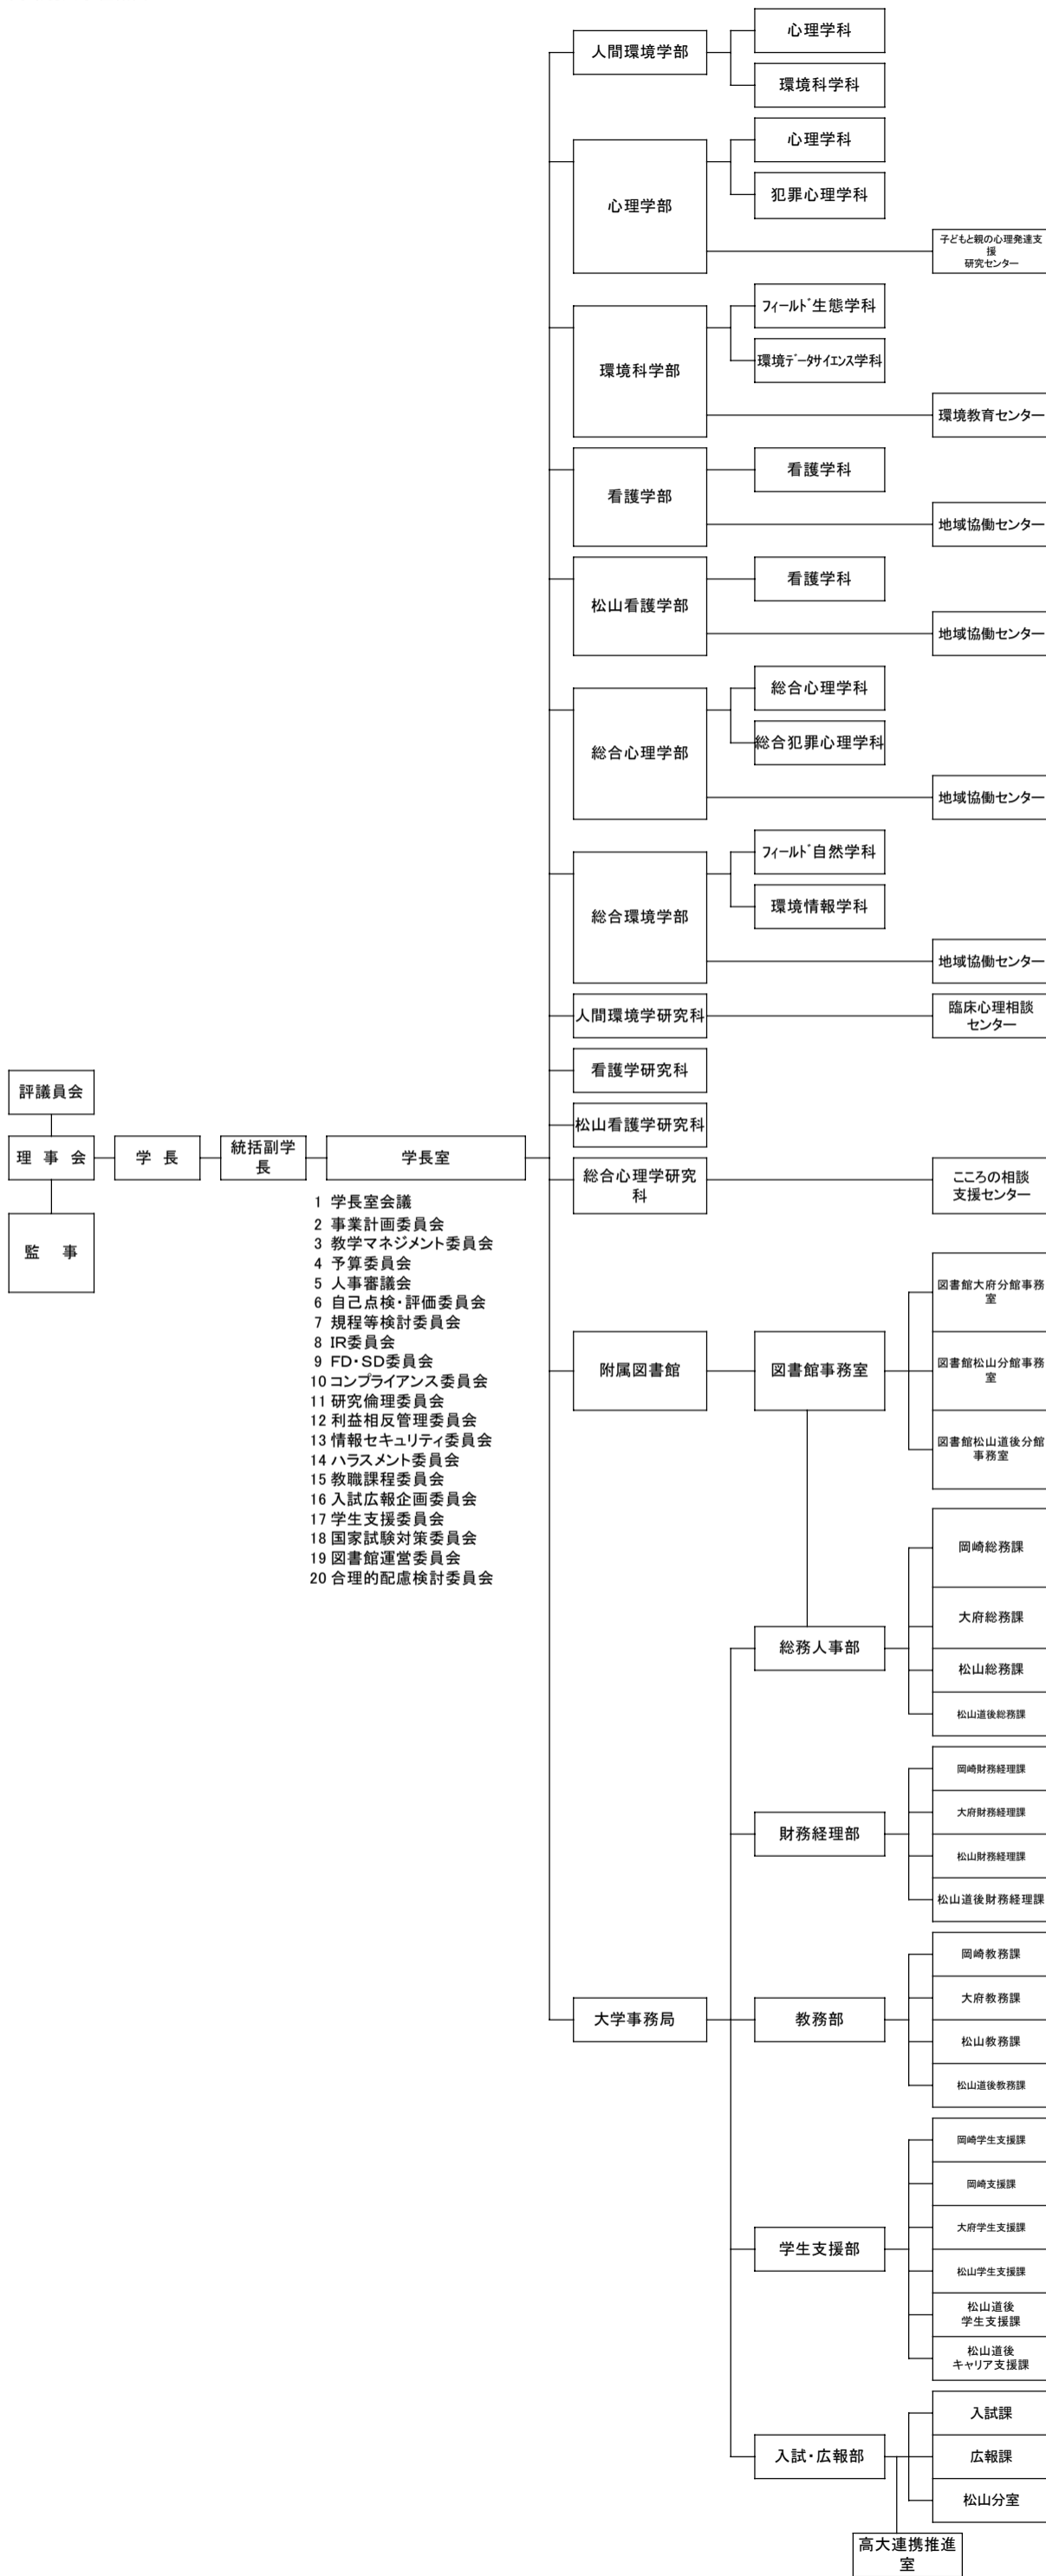 人間環境学部
心理学科
環境科学科
心理学部
心理学科
犯罪心理学科
子どもと親の心理発達支
援
研究センター
環境科学部
フィールド生態学科
環境データサイエンス学科
環境教育センター
看護学部
看護学科
地域協働センター
松山看護学部
看護学科
地域協働センター
総合心理学部
総合心理学科
総合犯罪心理学科
地域協働センター
総合環境学部
フィールド自然学科
環境情報学科
地域協働センター
人間環境学研究科
臨床心理相談
センター
看護学研究科
松山看護学研究科
総合心理学研究
科
こころの相談
支援センター
評議員会
理 事 会
監 事
学 長
統括副学
長
学長室
1 学長室会議
2 事業計画委員会
3 教学マネジメント委員会
4 予算委員会
5 人事審議会
6 自己点検・評価委員会
7 規程等検討委員会
8 IR委員会
9 FD・SD委員会
10 コンプライアンス委員会
11 研究倫理委員会
12 利益相反管理委員会
13 情報セキュリティ委員会
14 ハラスメント委員会
15 教職課程委員会
16 入試広報企画委員会
17 学生支援委員会
18 国家試験対策委員会
19 図書館運営委員会
20 合理的配慮検討委員会
附属図書館
図書館事務室
図書館大府分館事務
室
図書館松山分館事務
室
図書館松山道後分館
事務室
大学事務局
総務人事部
岡崎総務課
大府総務課
松山総務課
松山道後総務課
財務経理部
岡崎財務経理課
大府財務経理課
松山財務経理課
松山道後財務経理課
教務部
岡崎教務課
大府教務課
松山教務課
松山道後教務課
学生支援部
岡崎学生支援課
岡崎支援課
大府学生支援課
松山学生支援課
松山道後
学生支援課
松山道後
キャリア支援課
入試・広報部
入試課
広報課
松山分室
高大連携推進
室